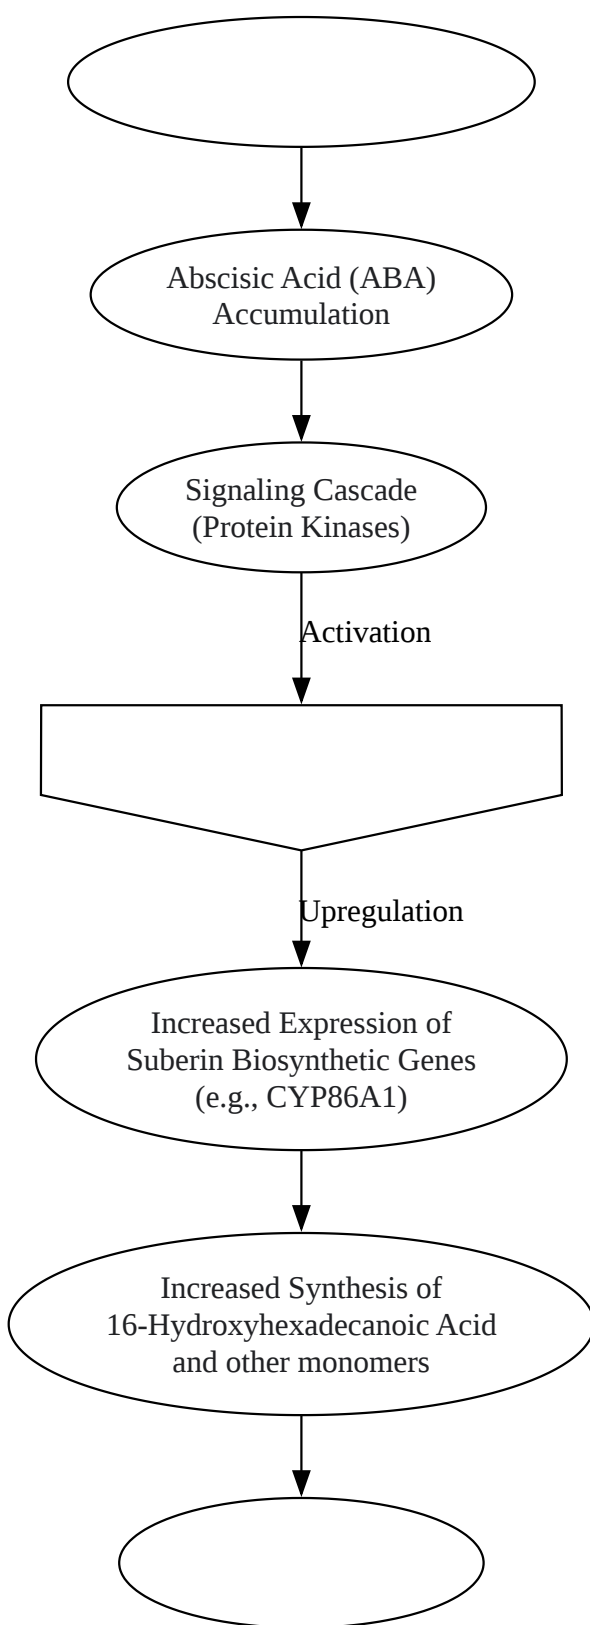 Abscisic Acid (ABA)
Accumulation
Signaling Cascade
(Protein Kinases)
Activation
Upregulation
Increased Expression of
Suberin Biosynthetic Genes
(e.g., CYP86A1)
Increased Synthesis of
16-Hydroxyhexadecanoic Acid
and other monomers